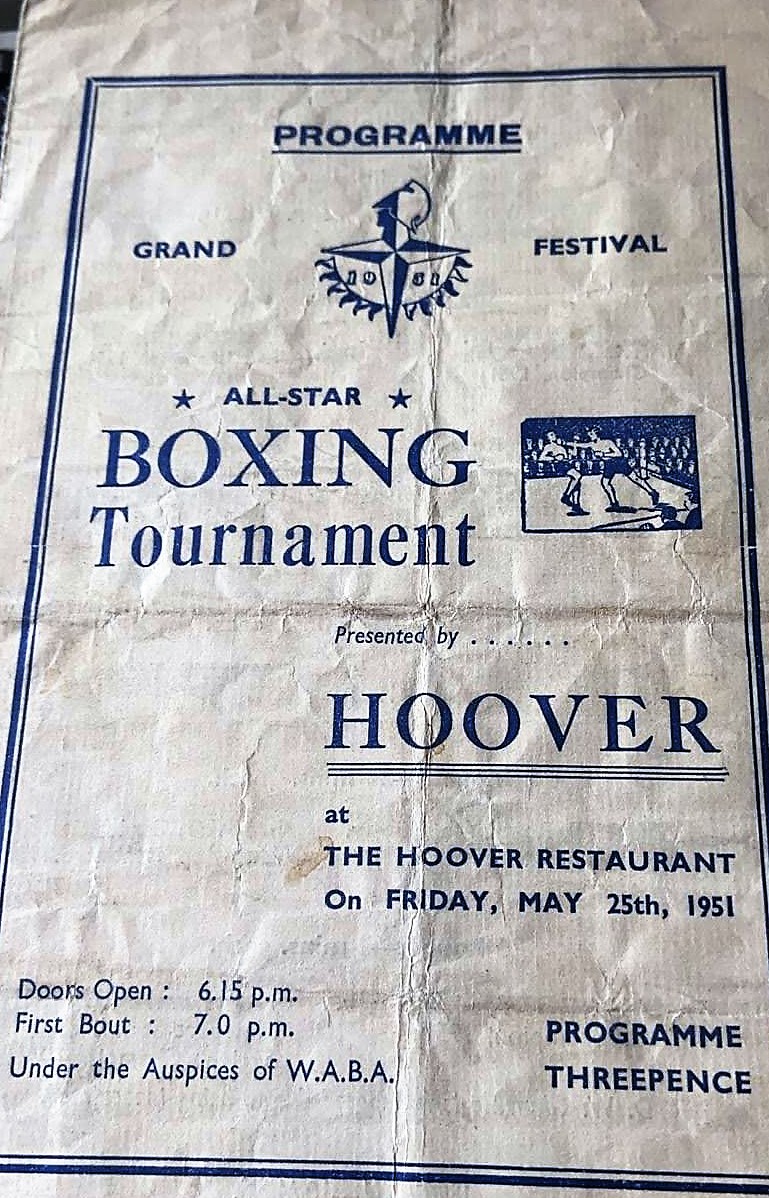 PROGRAMME
GRAND FESTIVAL
1951
★ ALL-STAR ★
BOXING
Tournament
Presented by . . . . . .
HOOVER
at
THE HOOVER RESTAURANT
On FRIDAY, MAY 25th, 1951
Doors Open : 6.15 p.m.
First Bout : 7.0 p.m.
Under the Auspices of W.A.B.A.
PROGRAMME
THREEPENCE